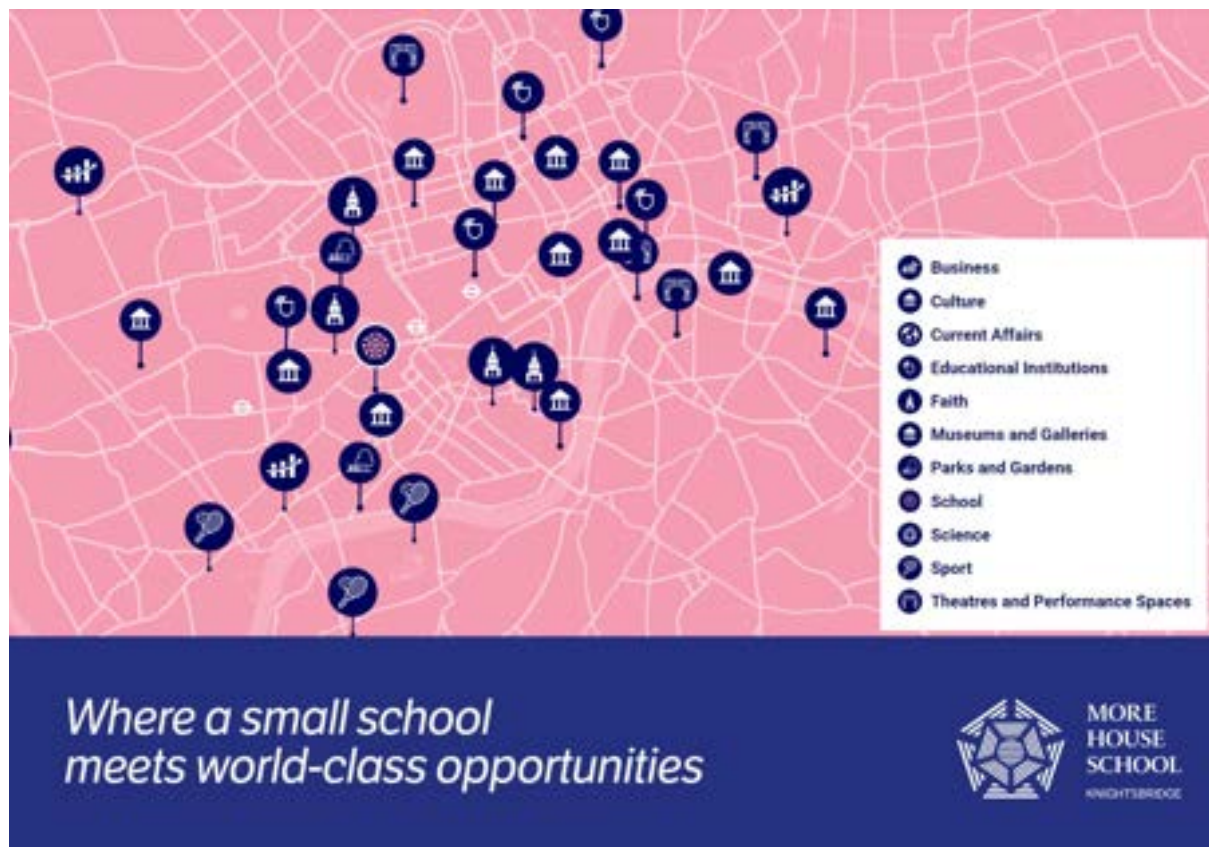 Business
Culture
Current Affairs
Educational Institutions
Faith
Museums and Galleries
Parks and Gardens
School
Science
Sport
Theatres and Performance Spaces
Where a small school
meets world-class opportunities
MORE
HOUSE
SCHOOL
KNIGHTSBRIDGE